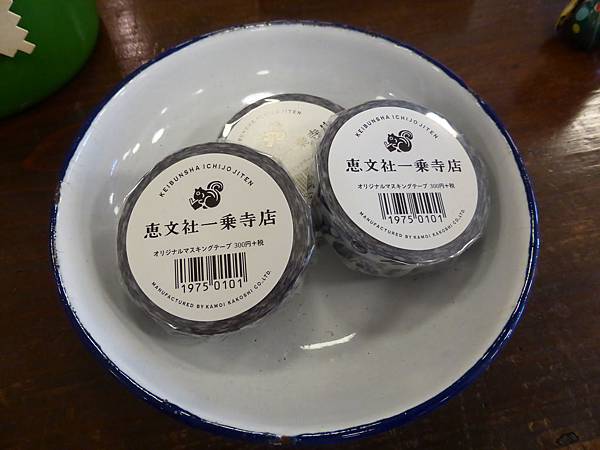 KEIBUNSHA ICHIJOJITEN
恵文社一乗寺店
オリジナルマスキングテープ 300円+税
1975 0101
MANUFACTURED BY KAMOI KAKOSHI CO.,LTD.
ICHIJOJITEN
KEIBUNSHA ICHIJOJITEN
恵文社一乗寺店
オリジナルマスキングテープ 300円+税
1975 0101
MANUFACTURED BY KAMOI KAKOSHI CO.,LTD.